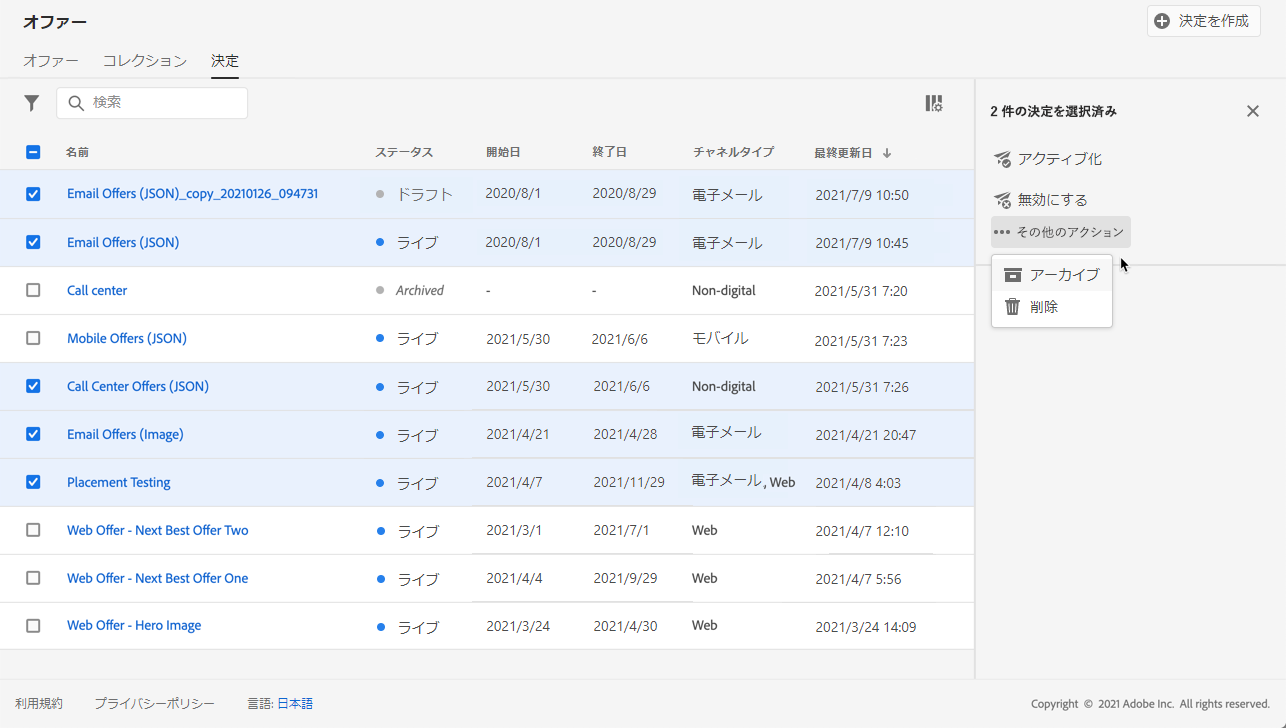 オファー
決定を作成
オファー コレクション 決定
検索
名前 ステータス 開始日 終了日 チャネルタイプ 最終更新日 ↓
Email Offers (JSON)_copy_20210126_094731 ドラフト 2020/8/1 2020/8/29 電子メール 2021/7/9 10:50
Email Offers (JSON) ライブ 2020/8/1 2020/8/29 電子メール 2021/7/9 10:45
Call center Archived - - Non-digital 2021/5/31 7:20
Mobile Offers (JSON) ライブ 2021/5/30 2021/6/6 モバイル 2021/5/31 7:23
Call Center Offers (JSON) ライブ 2021/5/30 2021/6/6 Non-digital 2021/5/31 7:26
Email Offers (Image) ライブ 2021/4/21 2021/4/28 電子メール 2021/4/21 20:47
Placement Testing ライブ 2021/4/7 2021/11/29 電子メール, Web 2021/4/8 4:03
Web Offer - Next Best Offer Two ライブ 2021/3/1 2021/7/1 Web 2021/4/7 12:10
Web Offer - Next Best Offer One ライブ 2021/4/4 2021/9/29 Web 2021/4/7 5:56
Web Offer - Hero Image ライブ 2021/3/24 2021/4/30 Web 2021/3/24 14:09
2 件の決定を選択済み
アクティブ化
無効にする
••• その他のアクション
アーカイブ
削除
利用規約 プライバシーポリシー 言語: 日本語
Copyright © 2021 Adobe Inc. All rights reserved.